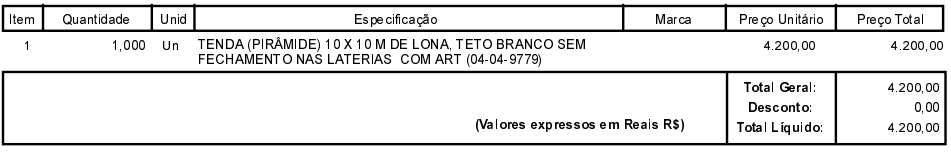 Item Quantidade Unid Especificação Marca Preço Unitário Preço Total
1 1,000 Un TENDA (PIRÂMIDE) 10 X 10 M DE LONA, TETO BRANCO SEM 4.200,00 4.200,00
FECHAMENTO NAS LATERIAS COM ART (04-04-9779)
Total Geral: 4.200,00
Desconto: 0,00
(Valores expressos em Reais R$) Total Líquido: 4.200,00